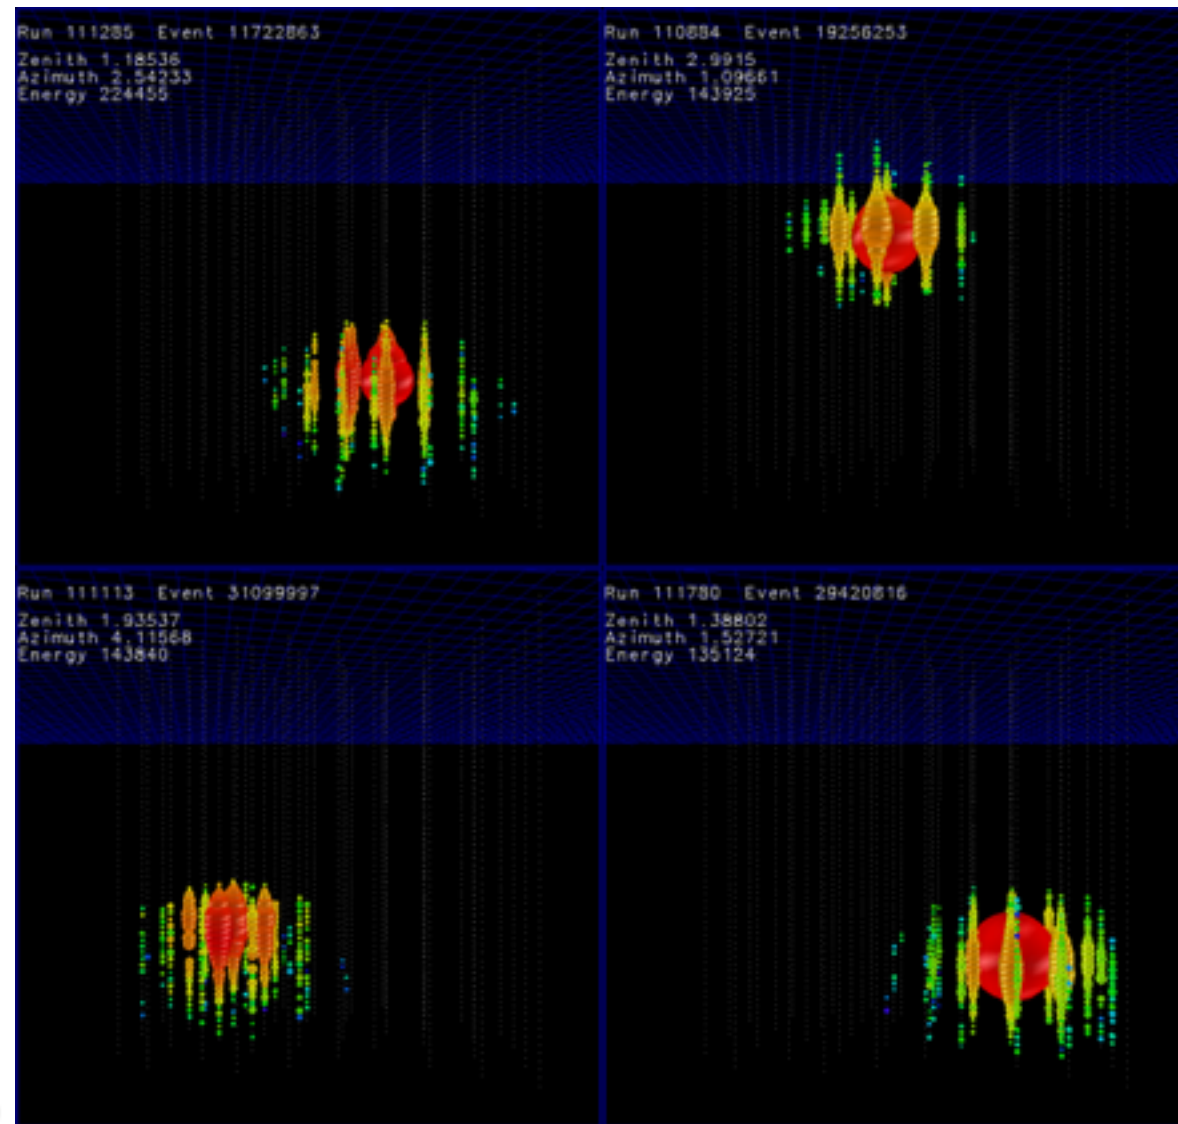 Run 111285 Event 11722863
Zenith 1.18536
Azimuth 2.54233
Energy 224455
Run 110884 Event 19256253
Zenith 2.9915
Azimuth 1.09661
Energy 143925
Run 111113 Event 31099997
Zenith 1.93537
Azimuth 4.11568
Energy 143840
Run 111780 Event 29420816
Zenith 1.38802
Azimuth 1.52721
Energy 135124